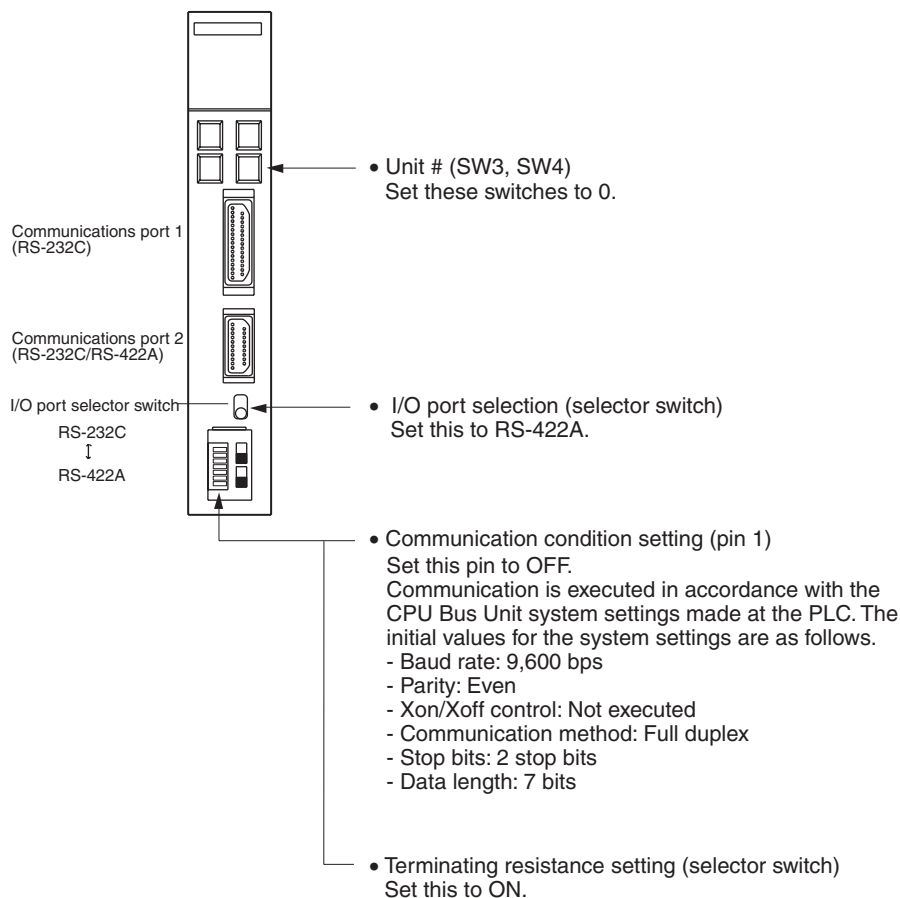 • Unit # (SW3, SW4)
Set these switches to 0.
Communications port 1
(RS-232C)
Communications port 2
(RS-232C/RS-422A)
I/O port selector switch
RS-232C
RS-422A
• I/O port selection (selector switch)
Set this to RS-422A.
• Communication condition setting (pin 1)
Set this pin to OFF.
Communication is executed in accordance with the
CPU Bus Unit system settings made at the PLC. The
initial values for the system settings are as follows.
- Baud rate: 9,600 bps
- Parity: Even
- Xon/Xoff control: Not executed
- Communication method: Full duplex
- Stop bits: 2 stop bits
- Data length: 7 bits
• Terminating resistance setting (selector switch)
Set this to ON.